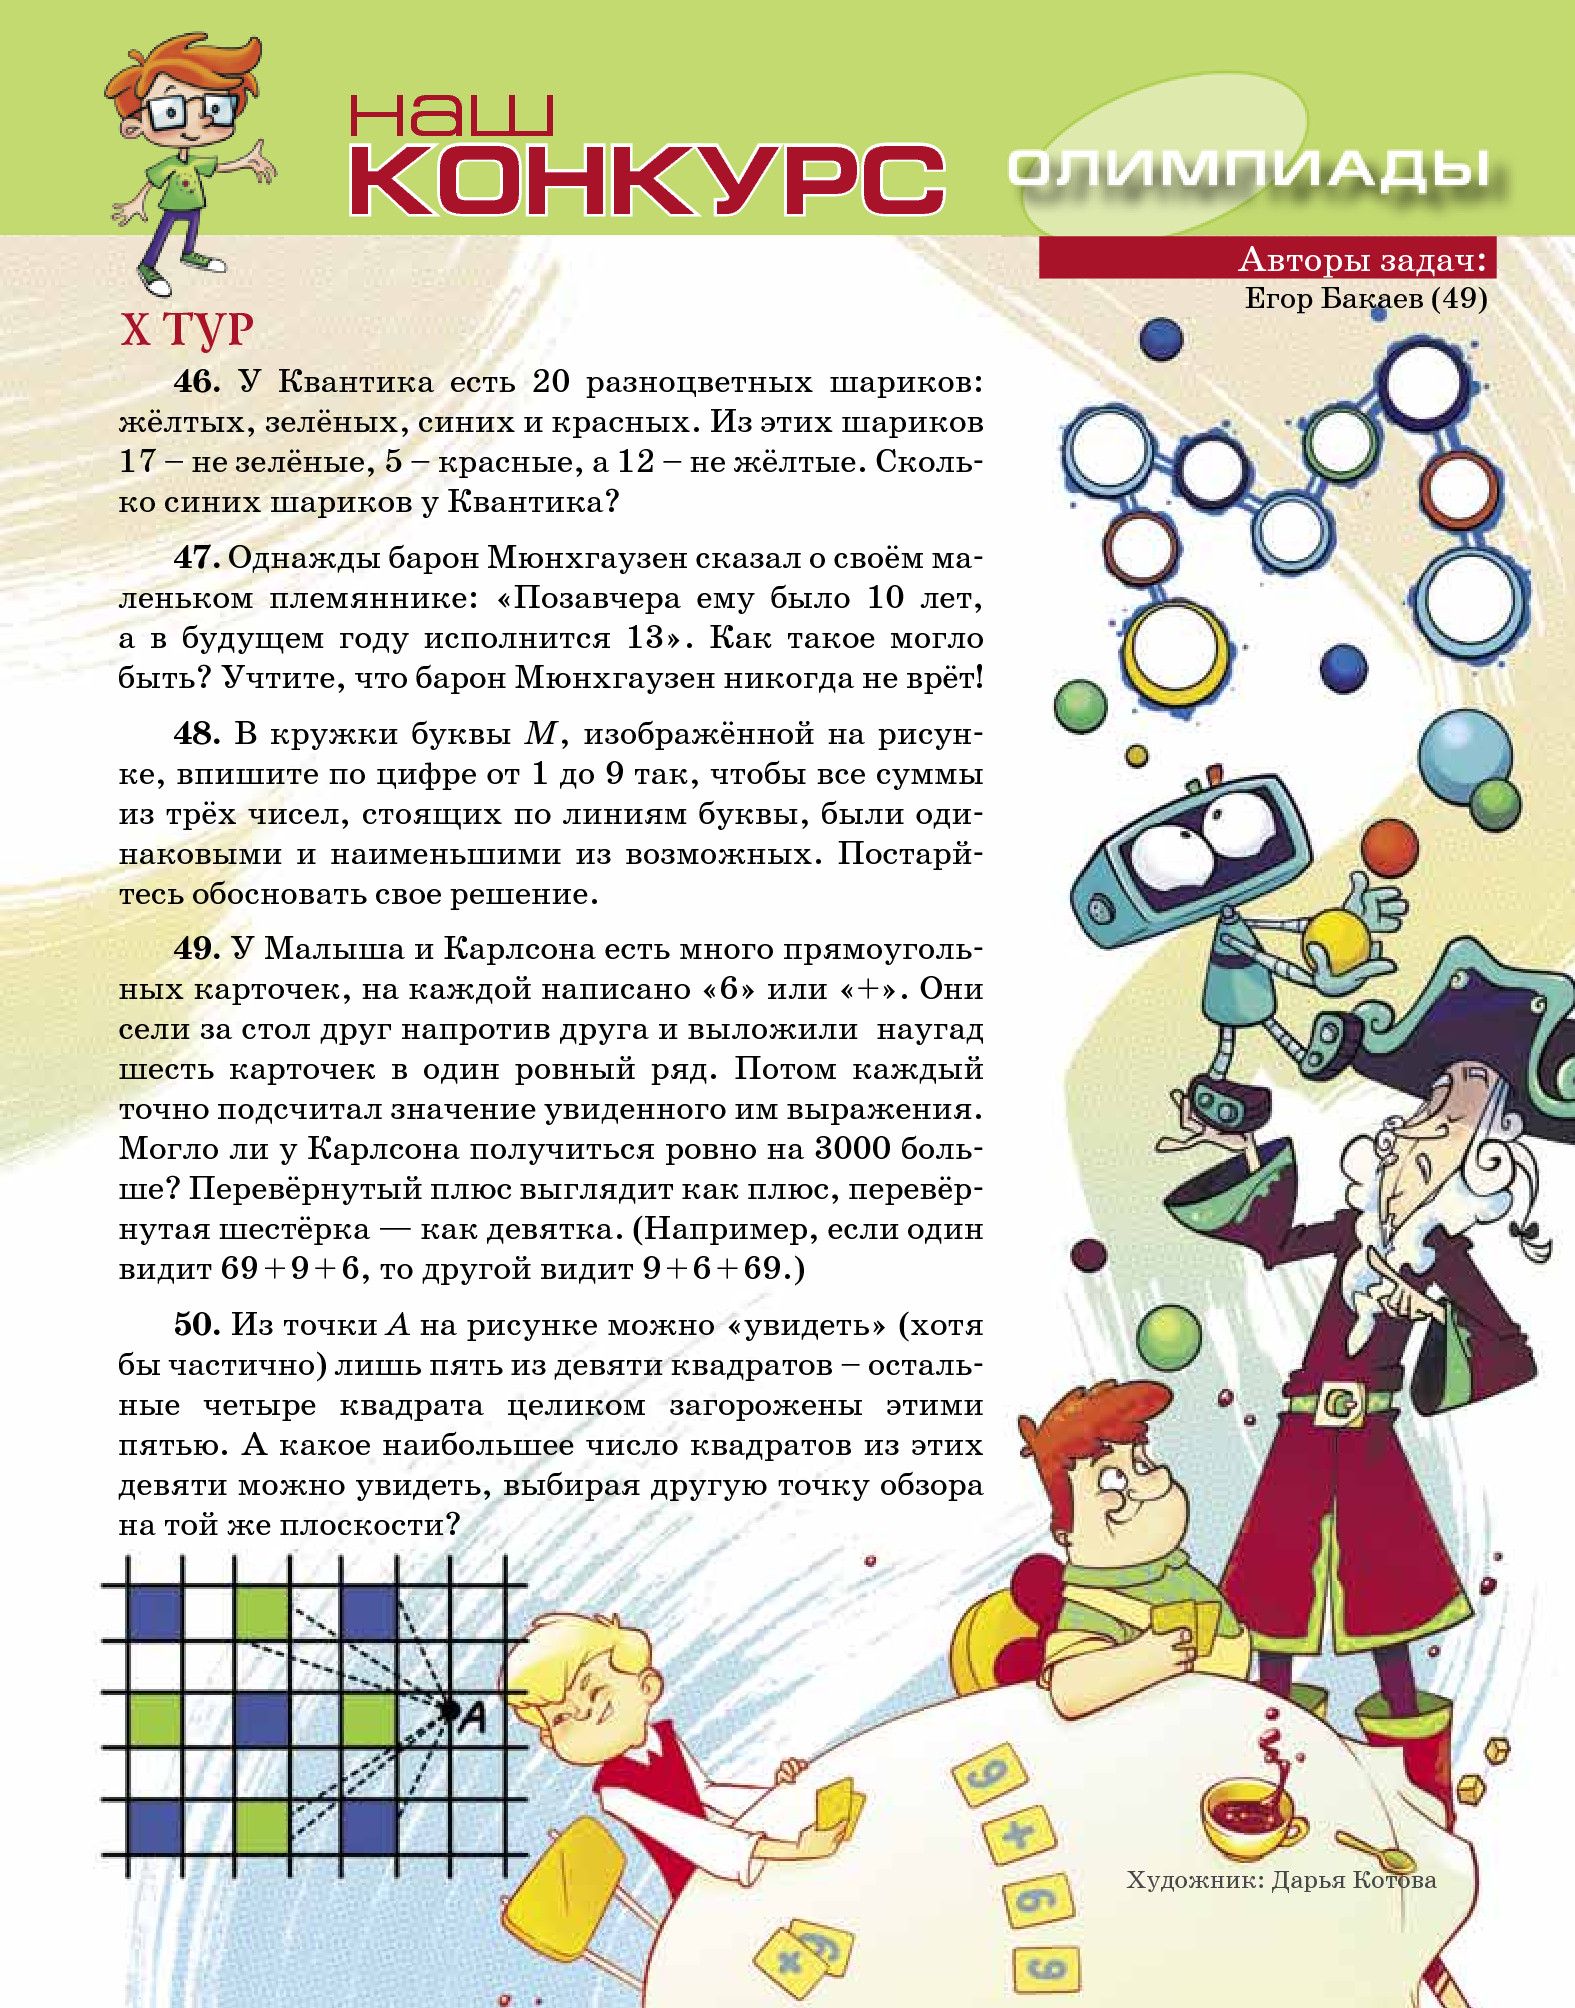 наш
КОНКУРС
ОЛИМПИАДЫ
Авторы задач:
Егор Бакаев (49)
X ТУР
46. У Квантика есть 20 разноцветных шариков:
жёлтых, зелёных, синих и красных. Из этих шариков
17 – не зелёные, 5 – красные, а 12 – не жёлтые. Сколь-
ко синих шариков у Квантика?
47. Однажды барон Мюнхгаузен сказал о своём ма-
леньком племяннике: «Позавчера ему было 10 лет,
а в будущем году исполнится 13». Как такое могло
быть? Учтите, что барон Мюнхгаузен никогда не врёт!
48. В кружки буквы М, изображённой на рисун-
ке, впишите по цифре от 1 до 9 так, чтобы все суммы
из трёх чисел, стоящих по линиям буквы, были оди-
наковыми и наименьшими из возможных. Постарй-
тесь обосновать свое решение.
49. У Малыша и Карлсона есть много прямоуголь-
ных карточек, на каждой написано «6» или «+». Они
сели за стол друг напротив друга и выложили наугад
шесть карточек в один ровный ряд. Потом каждый
точно подсчитал значение увиденного им выражения.
Могло ли у Карлсона получиться ровно на 3000 боль-
ше? Перевёрнутый плюс выглядит как плюс, перевёр-
нутая шестёрка — как девятка. (Например, если один
видит 69+9+6, то другой видит 9+6+69.)
50. Из точки А на рисунке можно «увидеть» (хотя
бы частично) лишь пять из девяти квадратов – осталь-
ные четыре квадрата целиком загорожены этими
пятью. А какое наибольшее число квадратов из этих
девяти можно увидеть, выбирая другую точку обзора
на той же плоскости?
А
Художник: Дарья Котова